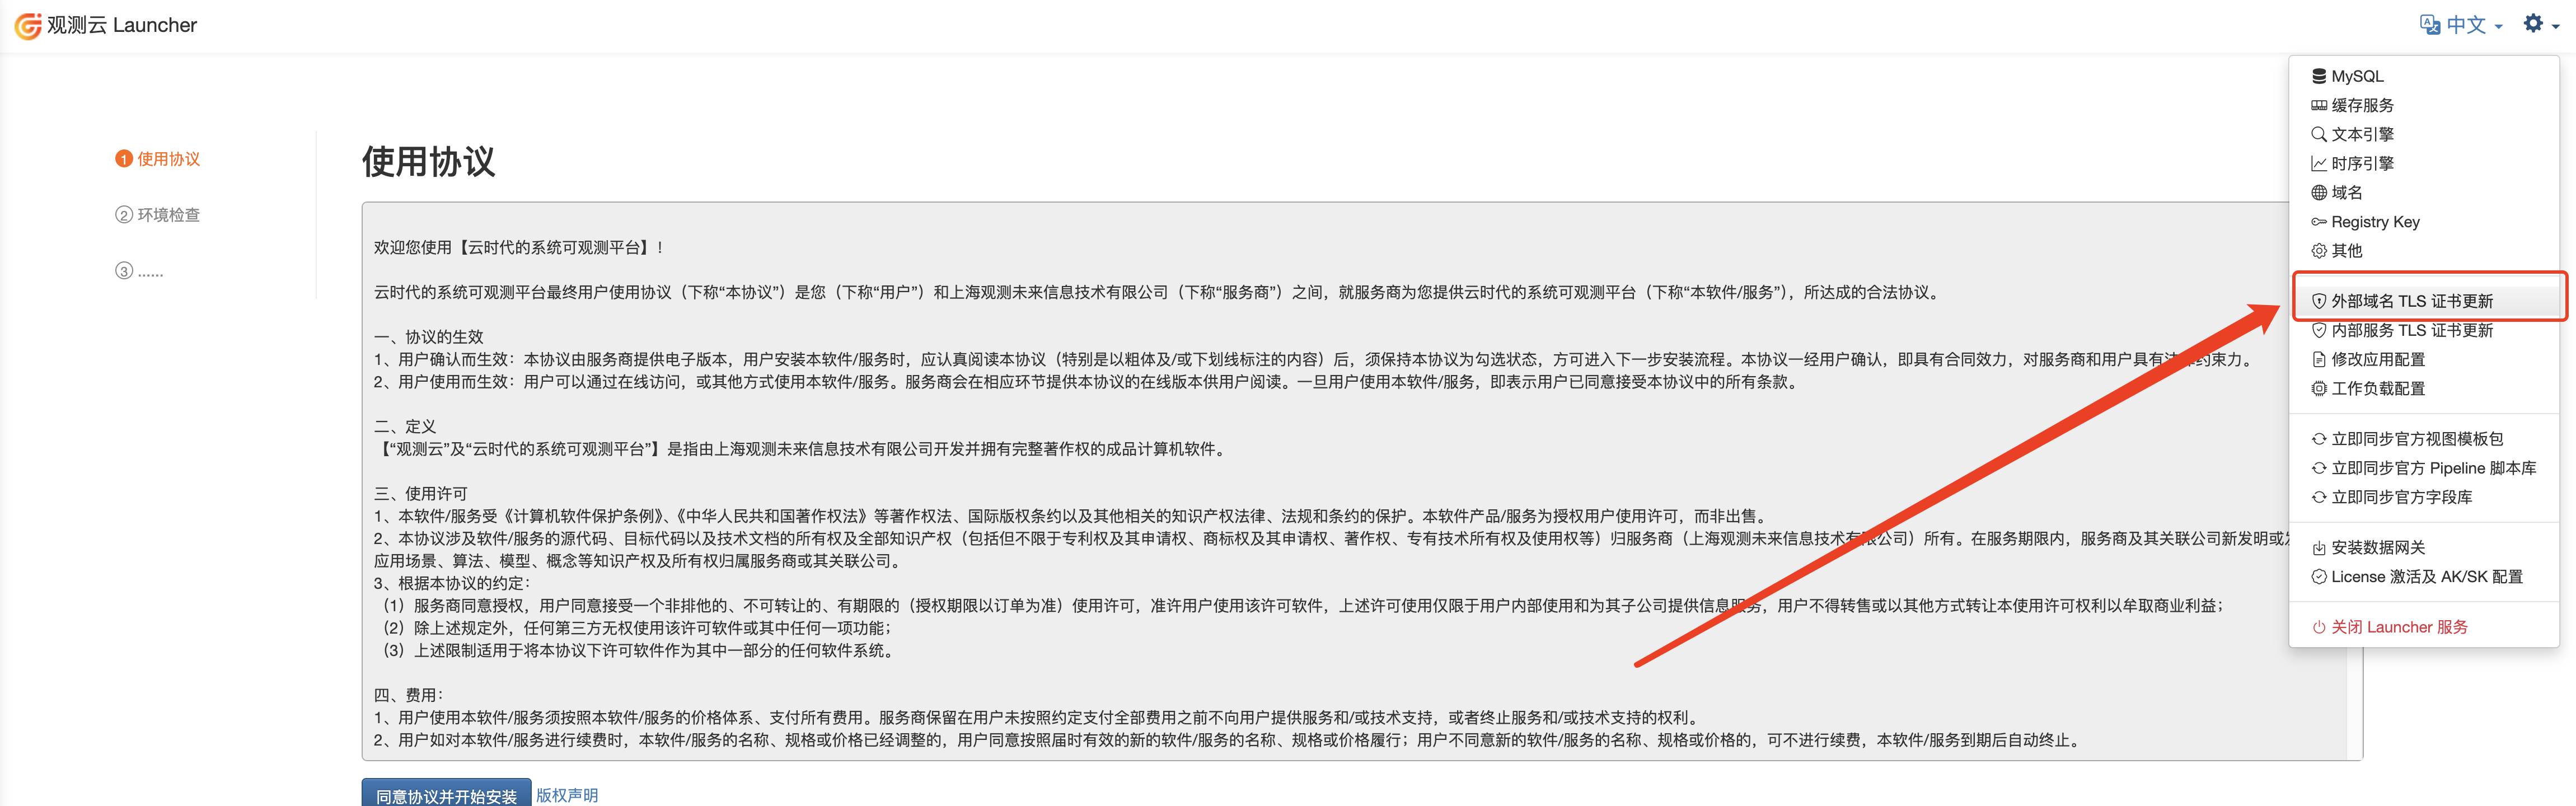 观测云 Launcher
中文
MySQL
缓存服务
文本引擎
时序引擎
域名
Registry Key
其他
外部域名 TLS 证书更新
内部服务 TLS 证书更新
修改应用配置
工作负载配置
立即同步官方视图模板包
立即同步官方 Pipeline 脚本库
立即同步官方字段库
安装数据网关
License 激活及 AK/SK 配置
关闭 Launcher 服务
1 使用协议
2 环境检查
3 ......
使用协议
欢迎您使用【云时代的系统可观测平台】!
云时代的系统可观测平台最终用户使用协议（下称“本协议”）是您（下称“用户”）和上海观测未来信息技术有限公司（下称“服务商”）之间，就服务商为您提供云时代的系统可观测平台（下称“本软件/服务”），所达成的合法协议。
一、协议的生效
1、用户确认而生效：本协议由服务商提供电子版本，用户安装本软件/服务时，应认真阅读本协议（特别是以粗体及/或下划线标注的内容）后，须保持本协议为勾选状态，方可进入下一步安装流程。本协议一经用户确认，即具有合同效力，对服务商和用户具有法 约束力。
2、用户使用而生效：用户可以通过在线访问，或其他方式使用本软件/服务。服务商会在相应环节提供本协议的在线版本供用户阅读。一旦用户使用本软件/服务，即表示用户已同意接受本协议中的所有条款。
二、定义
【“观测云”及“云时代的系统可观测平台”】是指由上海观测未来信息技术有限公司开发并拥有完整著作权的成品计算机软件。
三、使用许可
1、本软件/服务受《计算机软件保护条例》、《中华人民共和国著作权法》等著作权法、国际版权条约以及其他相关的知识产权法律、法规和条约的保护。本软件产品/服务为授权用户使用许可，而非出售。
2、本协议涉及软件/服务的源代码、目标代码以及技术文档的所有权及全部知识产权（包括但不限于专利权及其申请权、商标权及其申请权、著作权、专有技术所有权及使用权等）归服务商（上海观测未来信息技术有限公司）所有。在服务期限内，服务商及其关联公司新发明或
应用场景、算法、模型、概念等知识产权及所有权归属服务商或其关联公司。
3、根据本协议的约定：
（1）服务商同意授权，用户同意接受一个非排他的、不可转让的、有期限的（授权期限以订单为准）使用许可，准许用户使用该许可软件，上述许可使用仅限于用户内部使用和为其子公司提供信息服务，用户不得转售或以其他方式转让本使用许可权利以牟取商业利益；
（2）除上述规定外，任何第三方无权使用该许可软件或其中任何一项功能；
（3）上述限制适用于将本协议下许可软件作为其中一部分的任何软件系统。
四、费用：
1、用户使用本软件/服务须按照本软件/服务的价格体系、支付所有费用。服务商保留在用户未按照约定支付全部费用之前不向用户提供服务和/或技术支持，或者终止服务和/或技术支持的权利。
2、用户如对本软件/服务进行续费时，本软件/服务的名称、规格或价格已经调整的，用户同意按照届时有效的新的软件/服务的名称、规格或价格履行；用户不同意新的软件/服务的名称、规格或价格的，可不进行续费，本软件/服务到期后自动终止。
同意协议并开始安装 版权声明